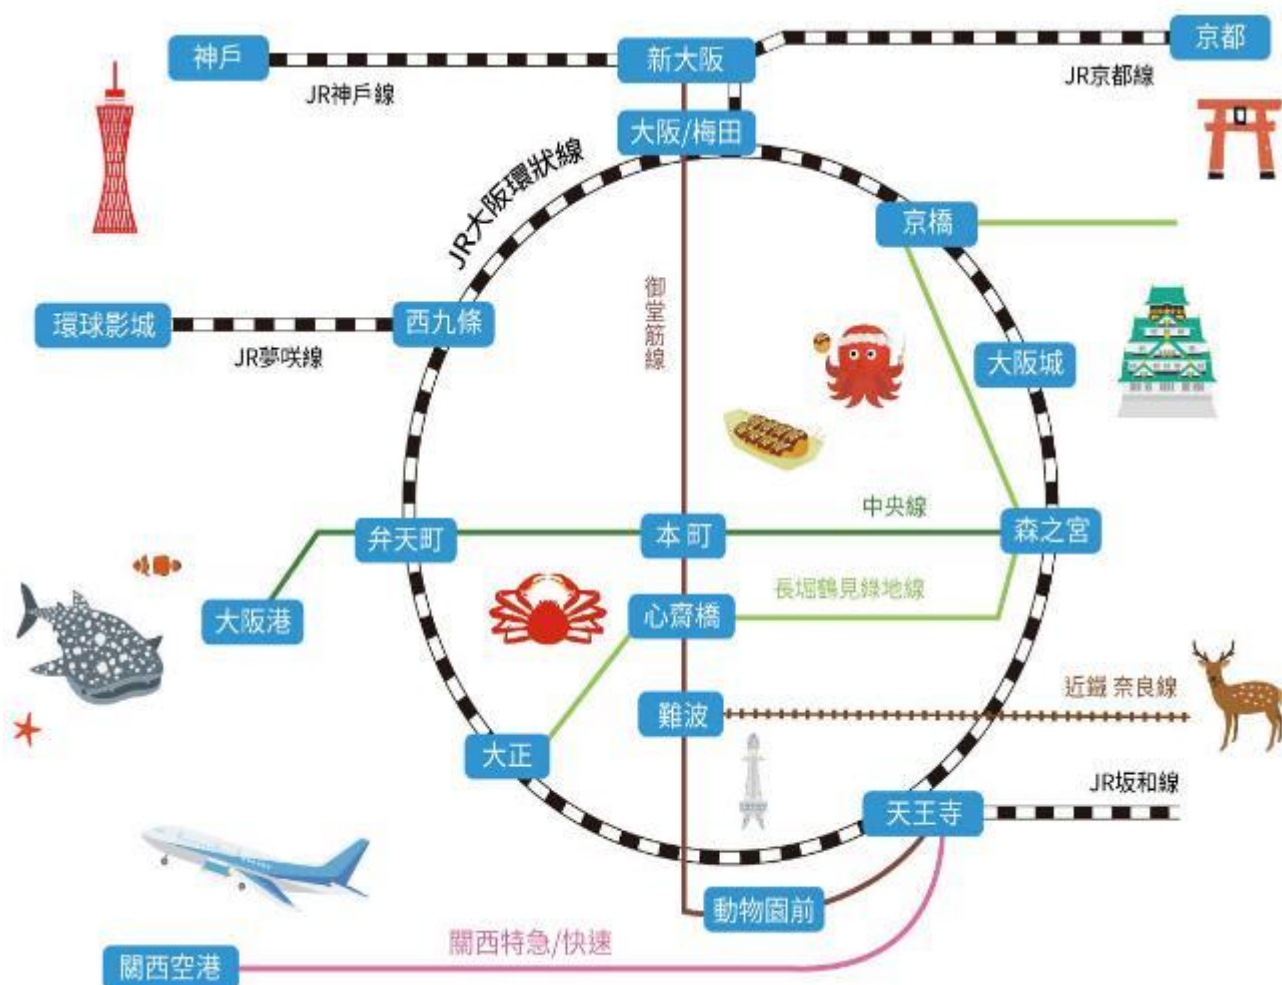 神戶
新大阪
京都
JR神戶線
JR京都線
大阪/梅田
JR大阪環狀線
京橋
環球影城
西九條
JR夢咲線
御堂筋線
大阪城
中央線
弁天町
本町
森之宮
大阪港
長堀鶴見綠地線
心齋橋
近鐵 奈良線
難波
大正
JR坂和線
天王寺
動物園前
關西特急/快速
關西空港